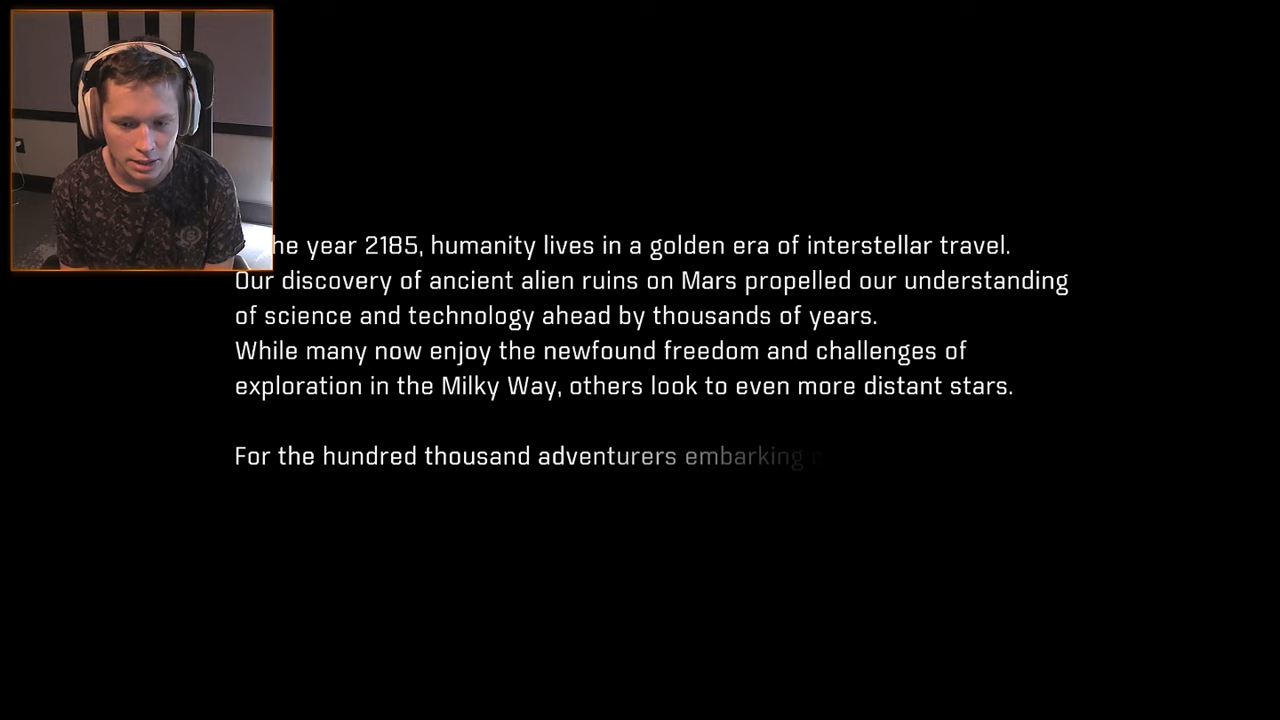 he year 2185, humanity lives in a golden era of interstellar travel.
Our discovery of ancient alien ruins on Mars propelled our understanding
of science and technology ahead by thousands of years.
While many now enjoy the newfound freedom and challenges of
exploration in the Milky Way, others look to even more distant stars.
For the hundred thousand adventurers embarking